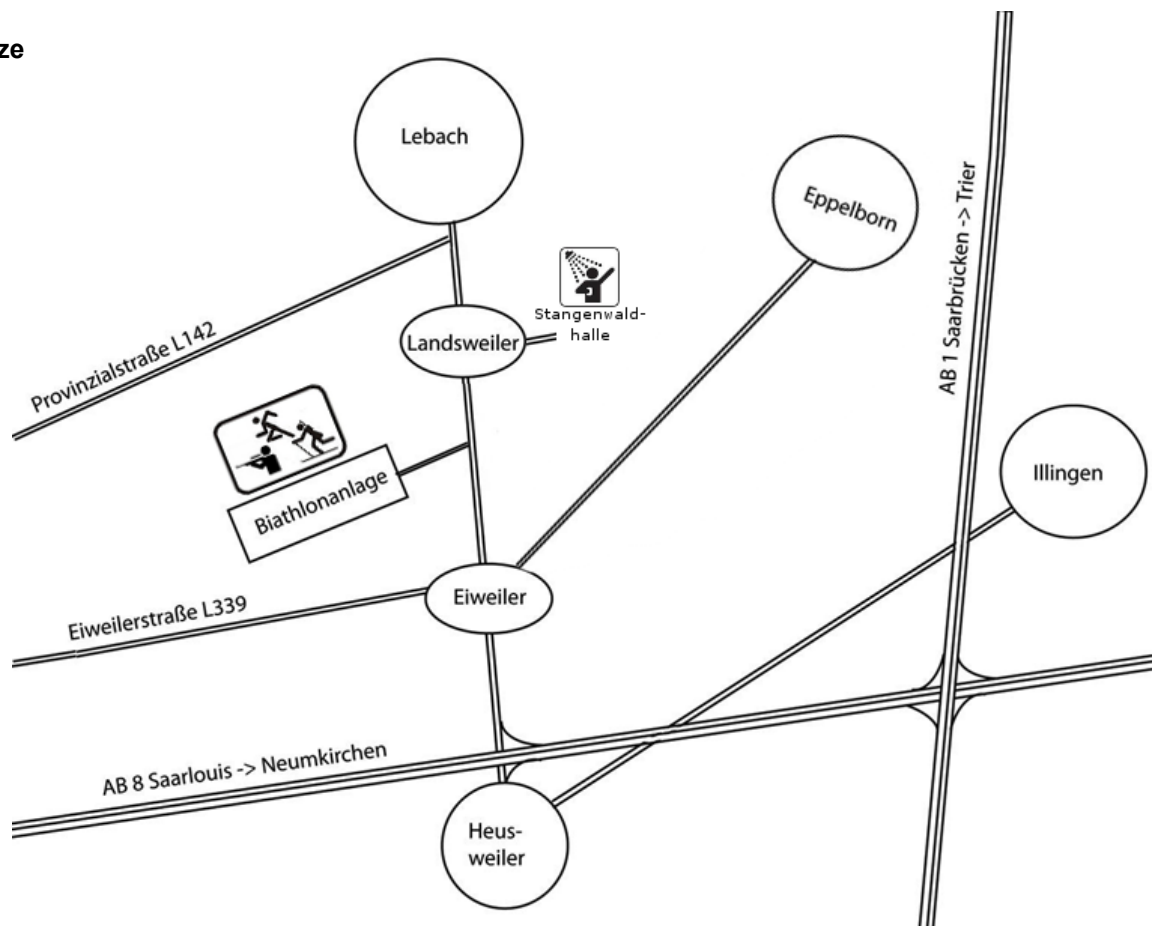 ze
Lebach
Eppelborn
AB 1 Saarbrücken -> Trier
Stangenwald-
halle
Landsweiler
Provinzialstraße L142
Illingen
Biathlonanlage
Eiweiler
Eiweilerstraße L339
AB 8 Saarlouis -> Neumkirchen
Heus-
weiler